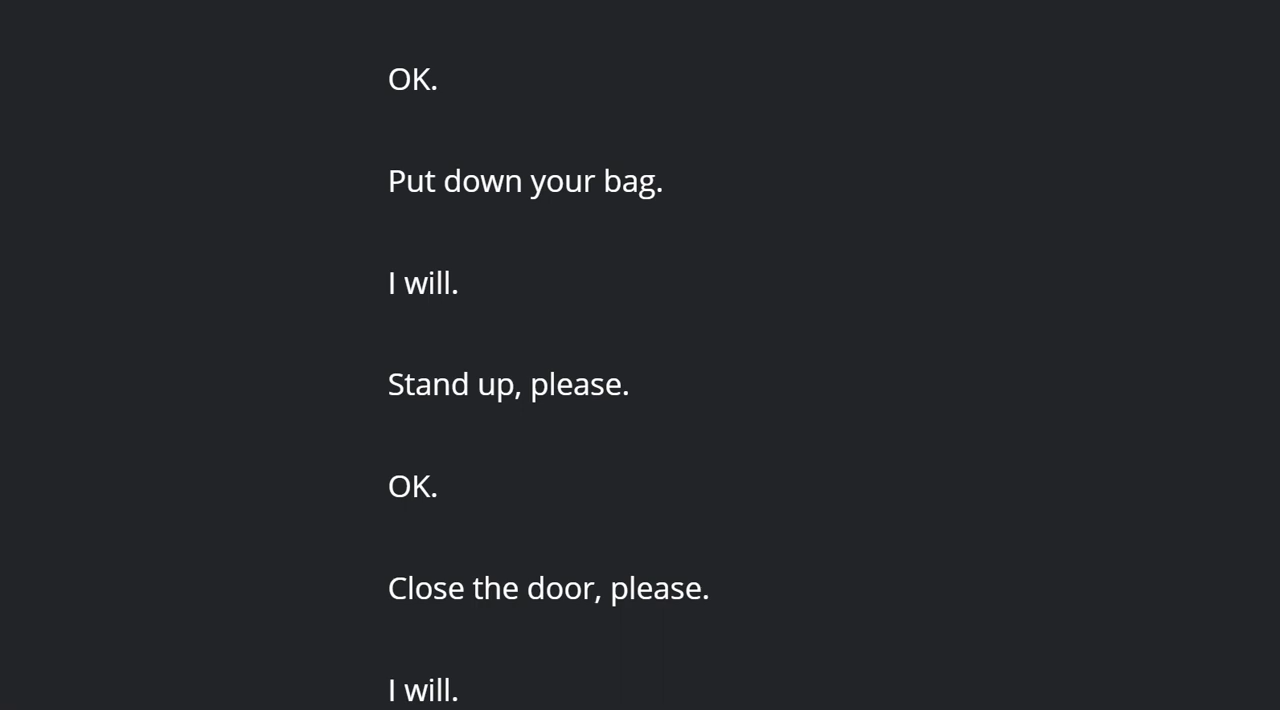 OK.
Put down your bag.
I will.
Stand up, please.
OK.
Close the door, please.
I will.